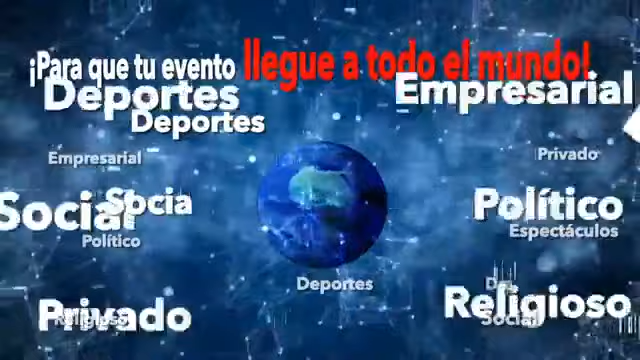 ¡Para que tu evento llegue a todo el mundo!
Deportes
Empresarial
Deportes
Empresarial
Privado
Social
Socia
Político
Político
Espectáculos
Deportes
Privado
Religioso
Religioso
Social